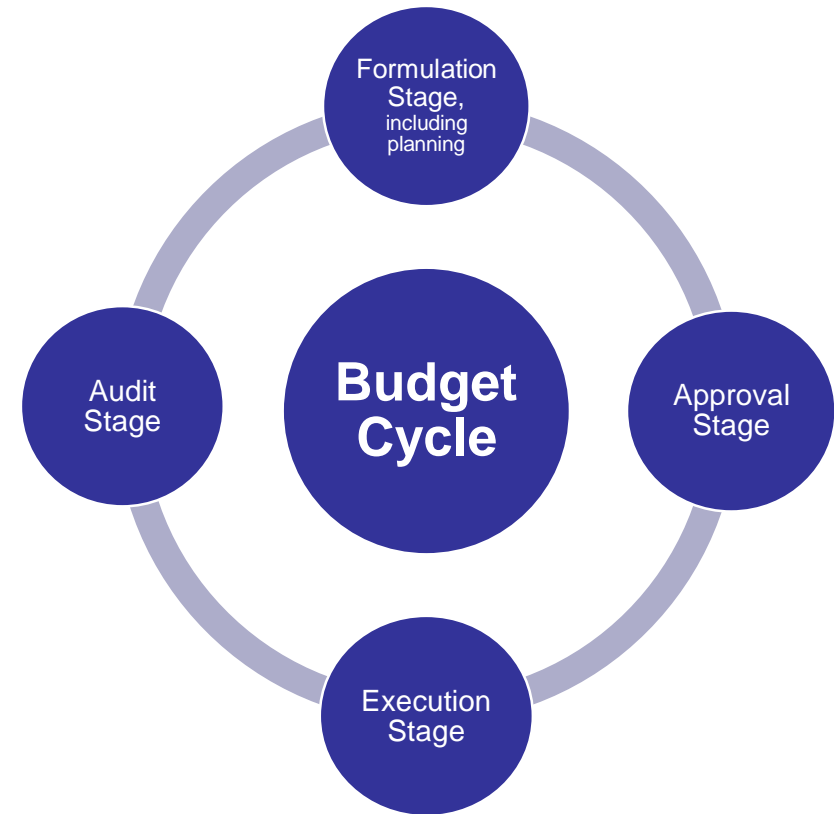 Formulation
Stage,
including
planning
Budget
Cycle
Approval
Stage
Execution
Stage
Audit
Stage